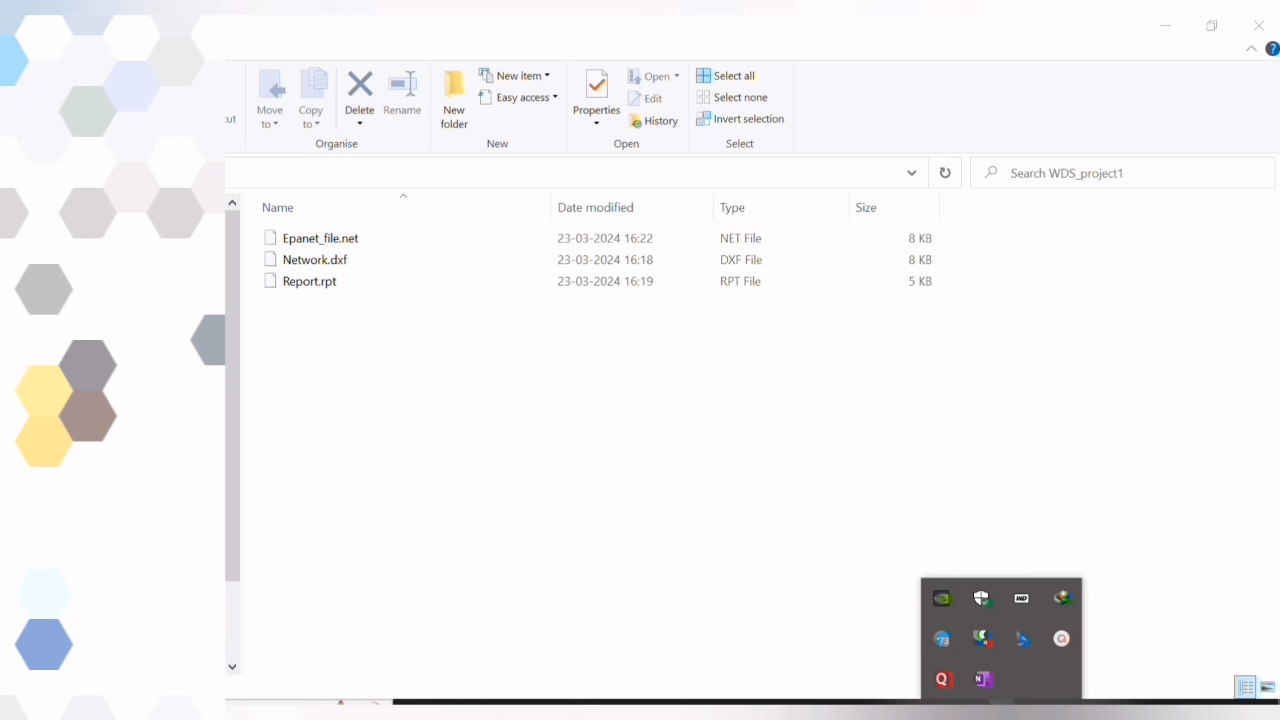 New item
Open
Select all
Easy access
Edit
Select none
ut
Move to
Copy to
Delete
Rename
New folder
Properties
History
Invert selection
Organise
New
Open
Select
Search WDS_project1
Name
Date modified
Type
Size
Epanet_file.net 23-03-2024 16:22 NET File 8 KB
Network.dxf 23-03-2024 16:18 DXF File 8 KB
Report.rpt 23-03-2024 16:19 RPT File 5 KB
WD
73
Q
N